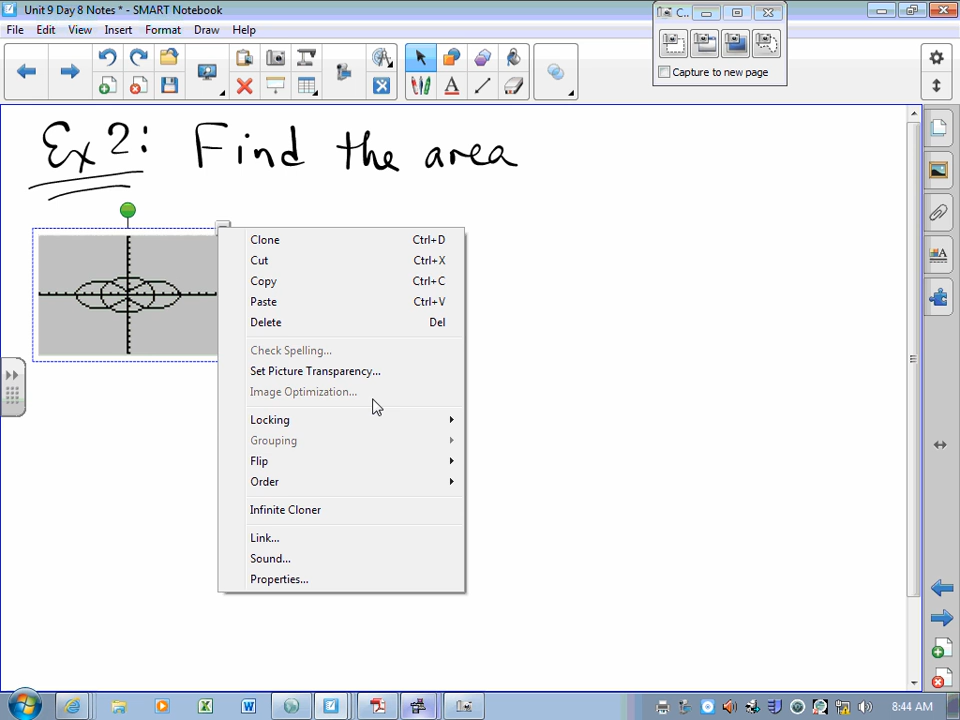 Unit 9 Day 8 Notes * - SMART Notebook
C...
File Edit View Insert Format Draw Help
Capture to new page
Ex 2: Find the area
Clone Ctrl+D
Cut Ctrl+X
Copy Ctrl+C
Paste Ctrl+V
Delete Del
Check Spelling...
Set Picture Transparency...
Image Optimization...
Locking
Grouping
Flip
Order
Infinite Cloner
Link...
Sound...
Properties...
8:44 AM